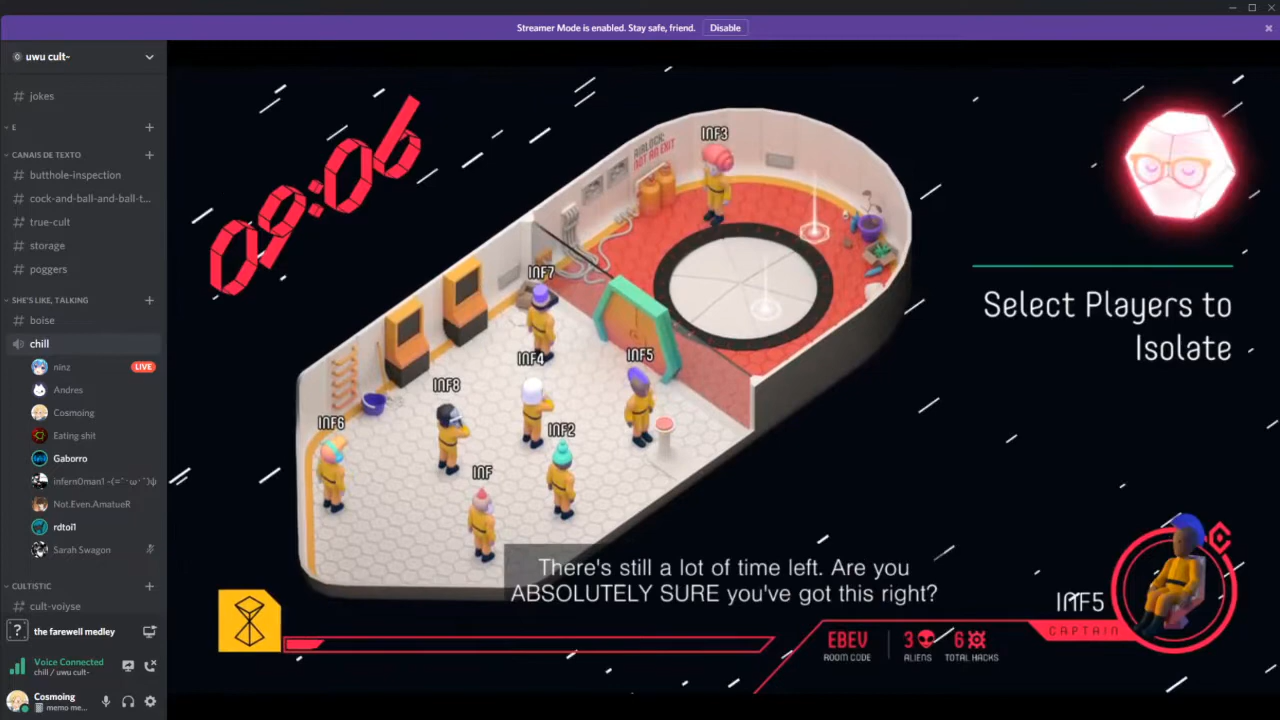 Streamer Mode is enabled. Stay safe, friend. Disable
uwu cult~
jokes
E
CANAIS DE TEXTO
butthole-inspection
cock-and-ball-and-ball-t...
true-cult
storage
poggers
SHE'S LIKE, TALKING
boise
chill
ninz LIVE
Andres
Cosmoing
Eating shit
Gaborro
Not.Even.AmatueR
rdtoi1
Sarah Swagon
CULTISTIC
cult-voiyse
the farewell medley
Voice Connected
chill / uwu cult~
Cosmoing
memo me...
09:06
AIRLOCK:
NOT AN EXIT
INF3
INF7
INF4
INF5
INF8
INF2
INF6
INF
Select Players to
Isolate
There's still a lot of time left. Are you
ABSOLUTELY SURE you've got this right?
INF5
CAPTAIN
EBEV
ROOM CODE
3
ALIENS
6
TOTAL HACKS